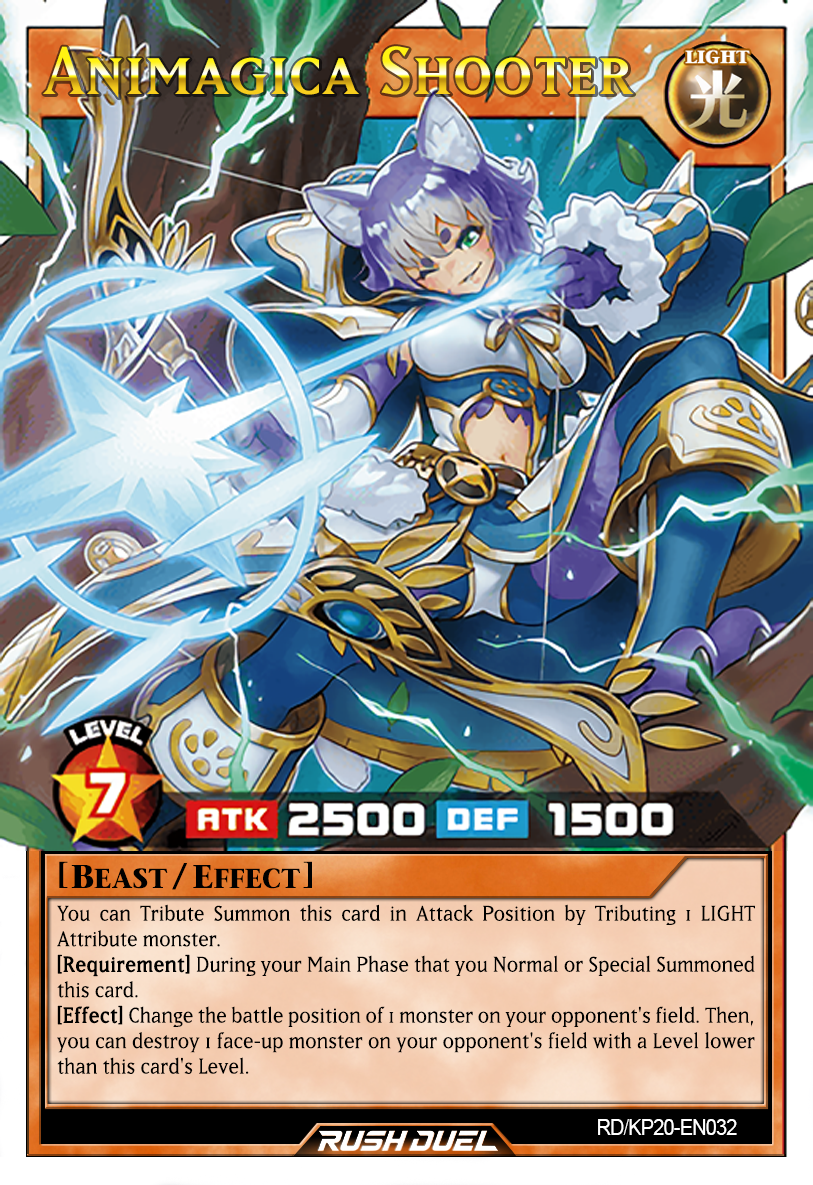 ANIMAGICA SHOOTER
LIGHT
光
LEVEL
7
ATK 2500 DEF 1500
[BEAST / EFFECT]
You can Tribute Summon this card in Attack Position by Tributing 1 LIGHT
Attribute monster.
[Requirement] During your Main Phase that you Normal or Special Summoned
this card.
[Effect] Change the battle position of 1 monster on your opponent's field. Then,
you can destroy 1 face-up monster on your opponent's field with a Level lower
than this card's Level.
RD/KP20-EN032
RUSH DUEL